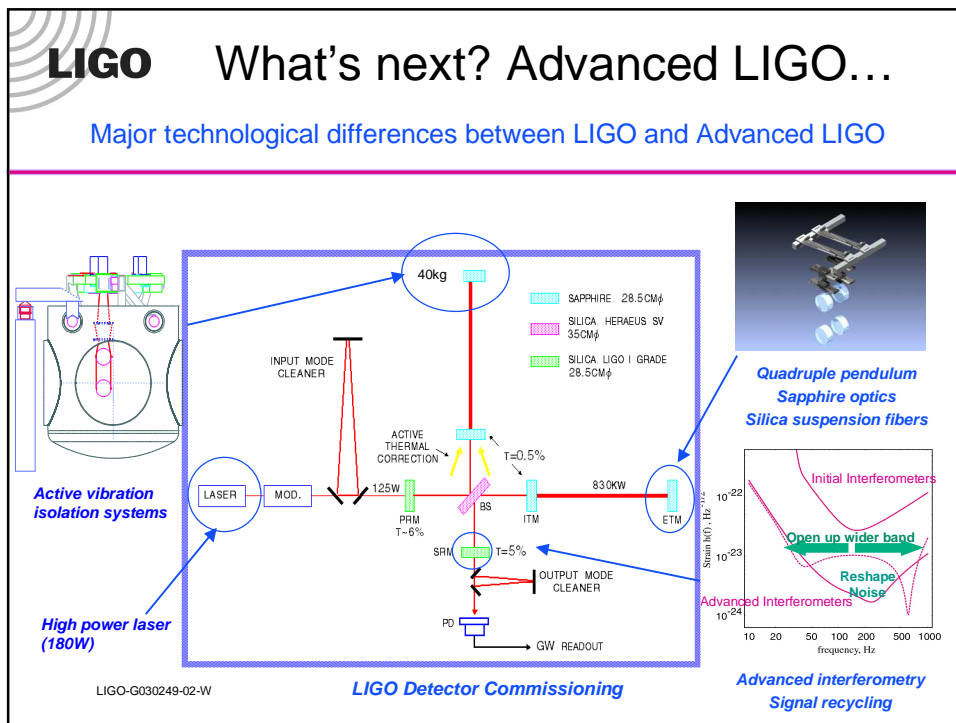 LIGO
What's next? Advanced LIGO…
Major technological differences between LIGO and Advanced LIGO
40kg
SAPPHIRE. 28.5CMϕ
SILICA. HERAEUS SV
35CMϕ
SILICA. LIGO I GRADE
28.5CMϕ
INPUT MODE
CLEANER
ACTIVE
THERMAL
CORRECTION
T=0.5%
LASER
MOD.
125W
PRM
T~6%
BS
ITM
830KW
ETM
SRM
T=5%
OUTPUT MODE
CLEANER
PD
GW READOUT
Active vibration
isolation systems
High power laser
(180W)
Quadruple pendulum
Sapphire optics
Silica suspension fibers
Strain h(f) , Hz^-1/2
10^-22
10^-23
10^-24
Initial Interferometers
Open up wider band
Reshape
Noise
Advanced Interferometers
10 20 50 100 200 500 1000
frequency, Hz
Advanced interferometry
Signal recycling
LIGO-G030249-02-W
LIGO Detector Commissioning